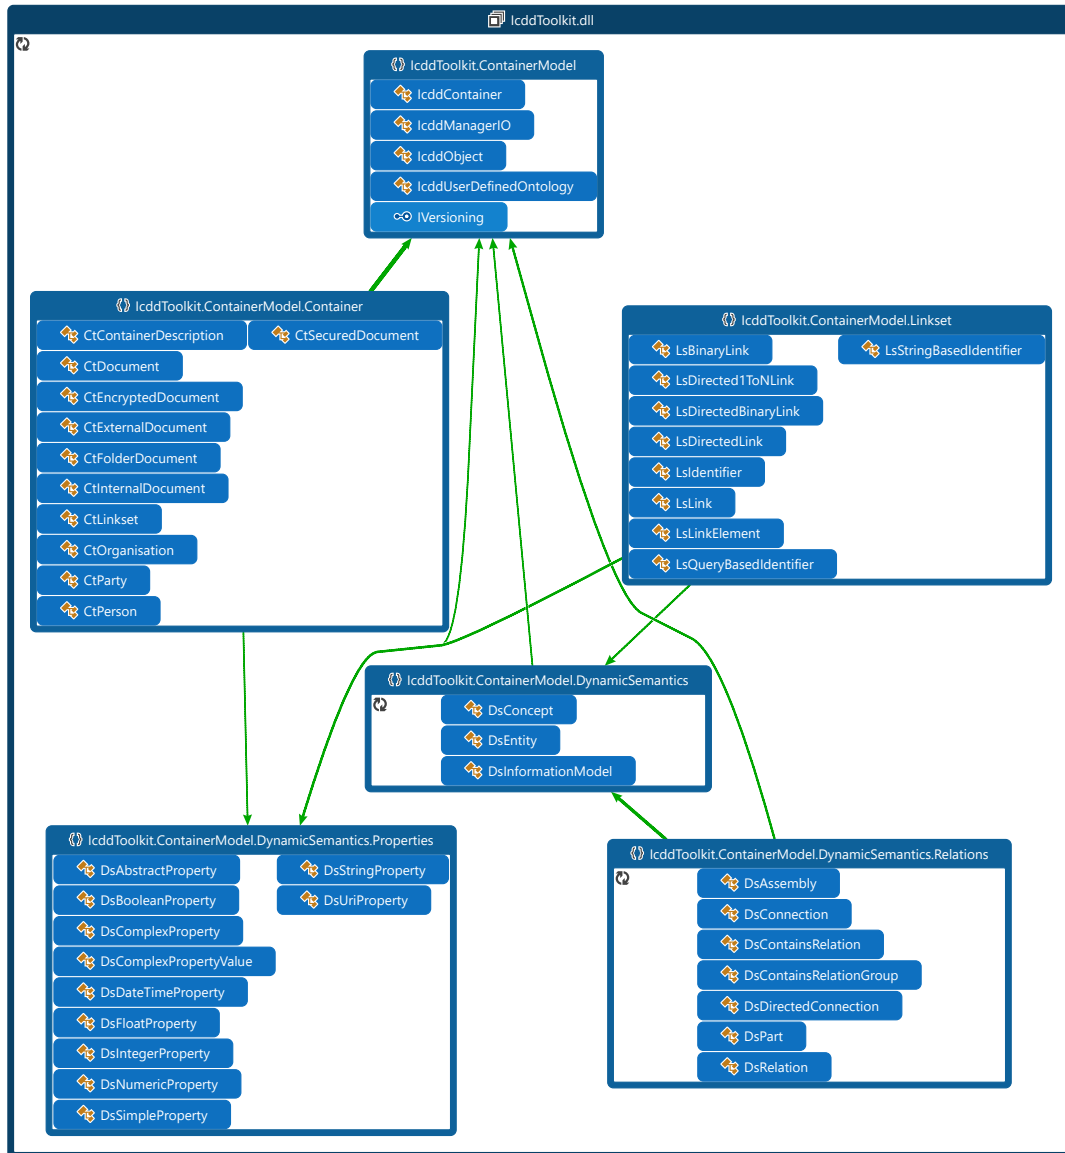 IcddToolkit.dll
IcddToolkit.ContainerModel
IcddContainer
IcddManagerIO
IcddObject
IcddUserDefinedOntology
IVersioning
IcddToolkit.ContainerModel.Container
CtContainerDescription
CtSecuredDocument
CtDocument
CtEncryptedDocument
CtExternalDocument
CtFolderDocument
CtInternalDocument
CtLinkset
CtOrganisation
CtParty
CtPerson
IcddToolkit.ContainerModel.Linkset
LsBinaryLink
LsStringBasedIdentifier
LsDirected1ToNLink
LsDirectedBinaryLink
LsDirectedLink
LsIdentifier
LsLink
LsLinkElement
LsQueryBasedIdentifier
IcddToolkit.ContainerModel.DynamicSemantics
DsConcept
DsEntity
DsInformationModel
IcddToolkit.ContainerModel.DynamicSemantics.Properties
DsAbstractProperty
DsStringProperty
DsBooleanProperty
DsUriProperty
DsComplexProperty
DsComplexPropertyValue
DsDateTimeProperty
DsFloatProperty
DsIntegerProperty
DsNumericProperty
DsSimpleProperty
IcddToolkit.ContainerModel.DynamicSemantics.Relations
DsAssembly
DsConnection
DsContainsRelation
DsContainsRelationGroup
DsDirectedConnection
DsPart
DsRelation